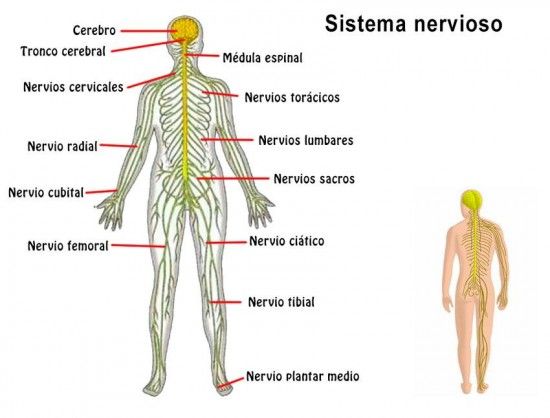 Sistema nervioso
Cerebro
Tronco cerebral
Médula espinal
Nervios cervicales
Nervios torácicos
Nervio radial
Nervios lumbares
Nervio cubital
Nervios sacros
Nervio femoral
Nervio ciático
Nervio tibial
Nervio plantar medio